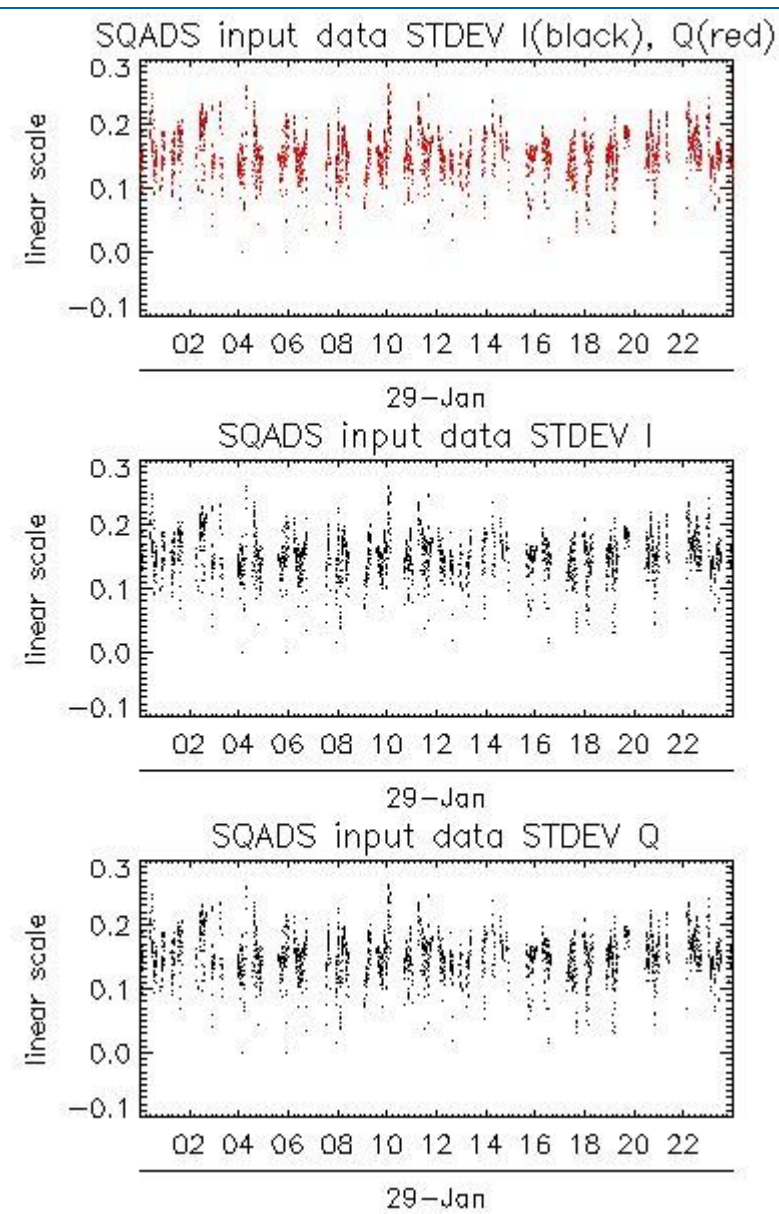 SQADS input data STDEV I(black), Q(red)
0.3
0.2
0.1
0.0
−0.1
linear scale
02 04 06 08 10 12 14 16 18 20 22
29−Jan
SQADS input data STDEV I
0.3
0.2
0.1
0.0
−0.1
linear scale
02 04 06 08 10 12 14 16 18 20 22
29−Jan
SQADS input data STDEV Q
0.3
0.2
0.1
0.0
−0.1
linear scale
02 04 06 08 10 12 14 16 18 20 22
29−Jan